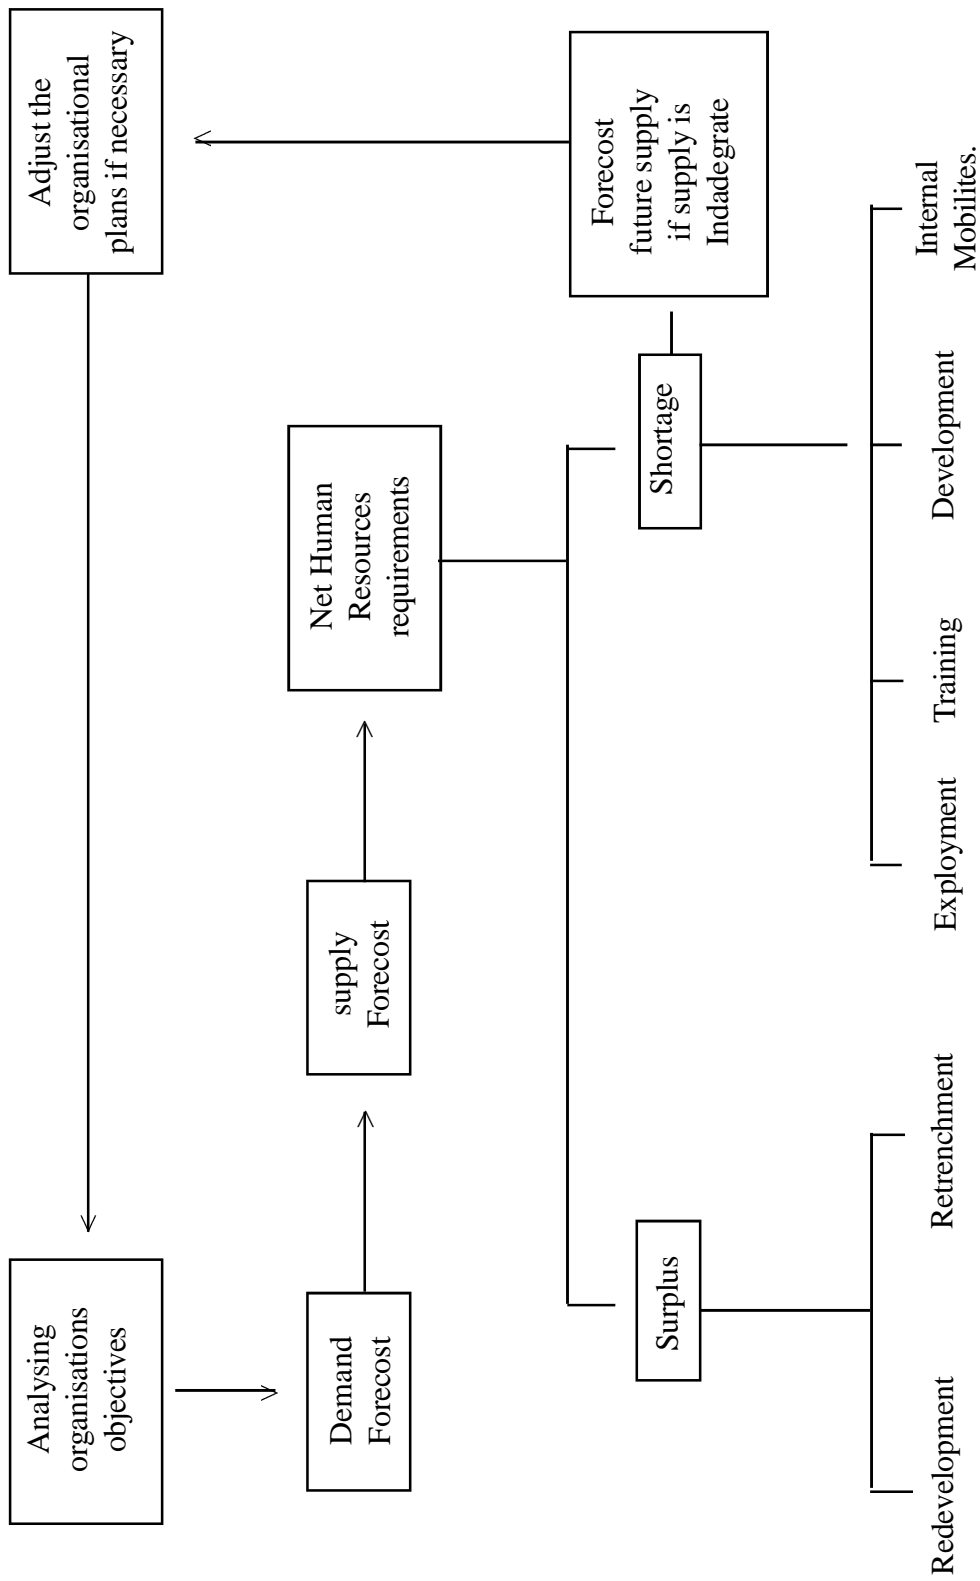 Analysing
organisations
objectives
Adjust the
organisational
plans if necessary
Demand
Forecost
supply
Forecost
Net Human
Resources
requirements
Surplus
Shortage
Forecost
future supply
if supply is
Indadegrate
Redevelopment
Retrenchment
Exployment
Training
Development
Internal
Mobilites.